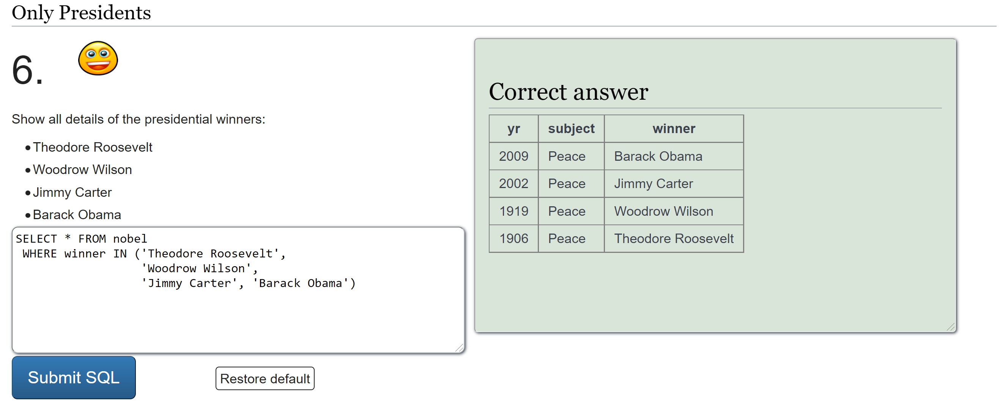 Only Presidents
6.
Show all details of the presidential winners:
Theodore Roosevelt
Woodrow Wilson
Jimmy Carter
Barack Obama
SELECT * FROM nobel
 WHERE winner IN ('Theodore Roosevelt',
                  'Woodrow Wilson',
                  'Jimmy Carter', 'Barack Obama')
Submit SQL
Restore default
Correct answer
yr subject winner
2009 Peace Barack Obama
2002 Peace Jimmy Carter
1919 Peace Woodrow Wilson
1906 Peace Theodore Roosevelt